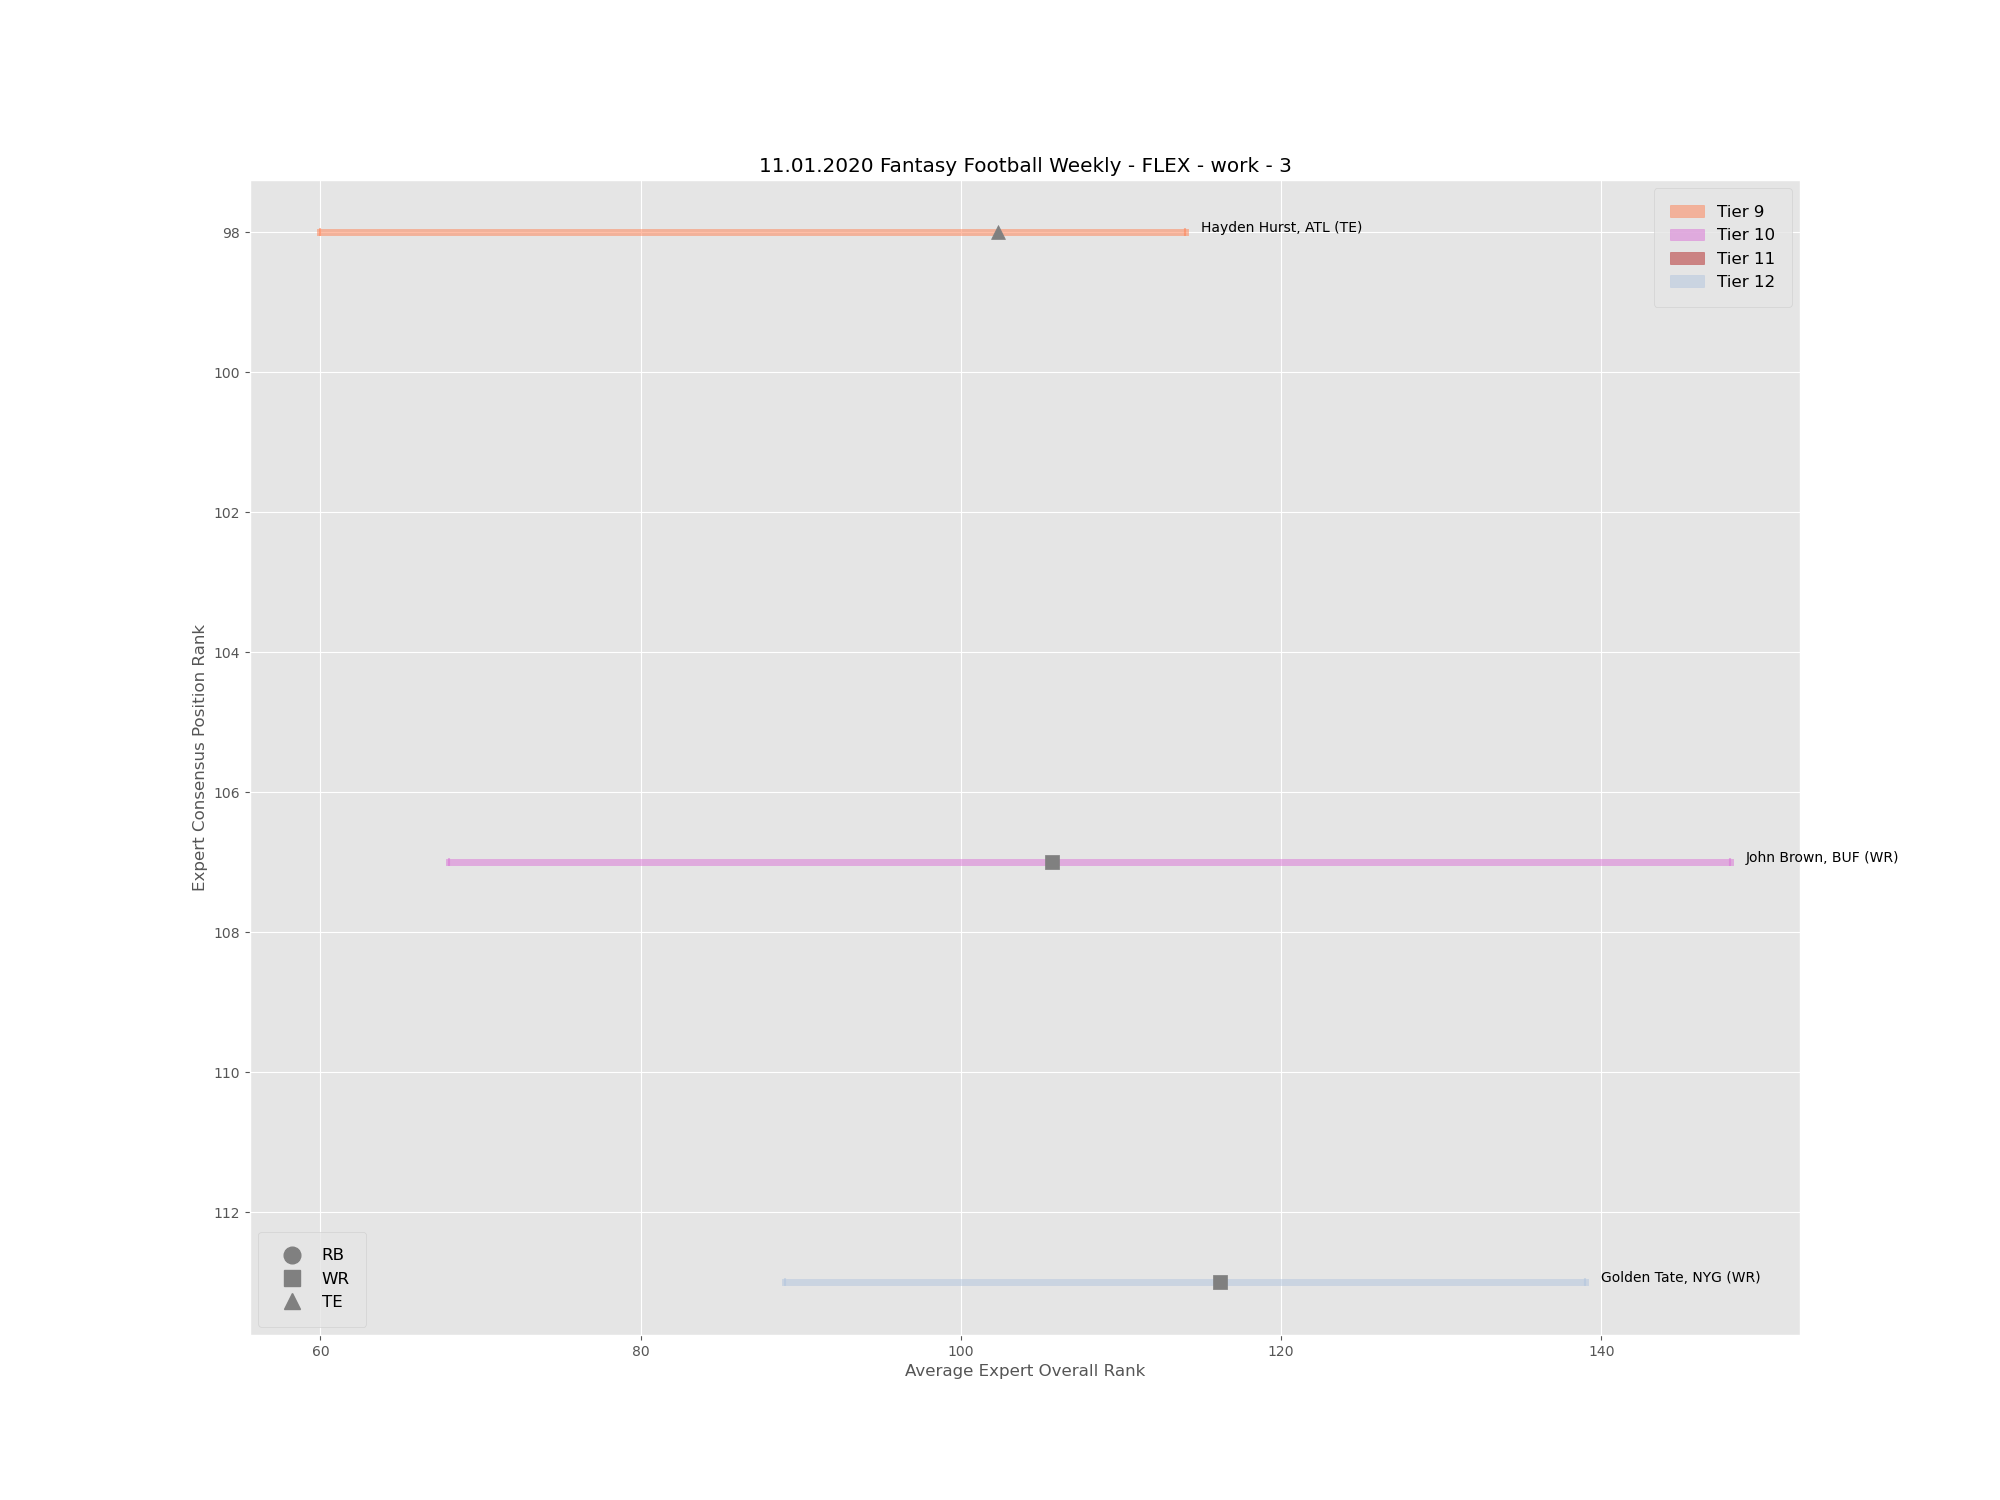 11.01.2020 Fantasy Football Weekly - FLEX - work - 3
98
100
102
104
106
108
110
112
Expert Consensus Position Rank
Hayden Hurst, ATL (TE)
Tier 9
Tier 10
Tier 11
Tier 12
John Brown, BUF (WR)
Golden Tate, NYG (WR)
RB
WR
TE
60 80 100 120 140
Average Expert Overall Rank